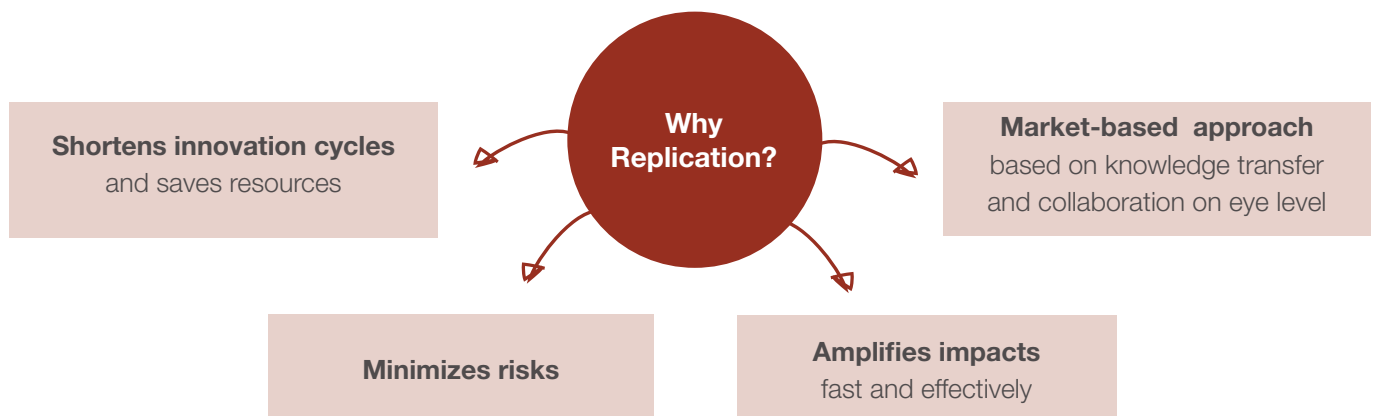 Why
Replication?
Shortens innovation cycles
and saves resources
Minimizes risks
Amplifies impacts
fast and effectively
Market-based approach
based on knowledge transfer
and collaboration on eye level